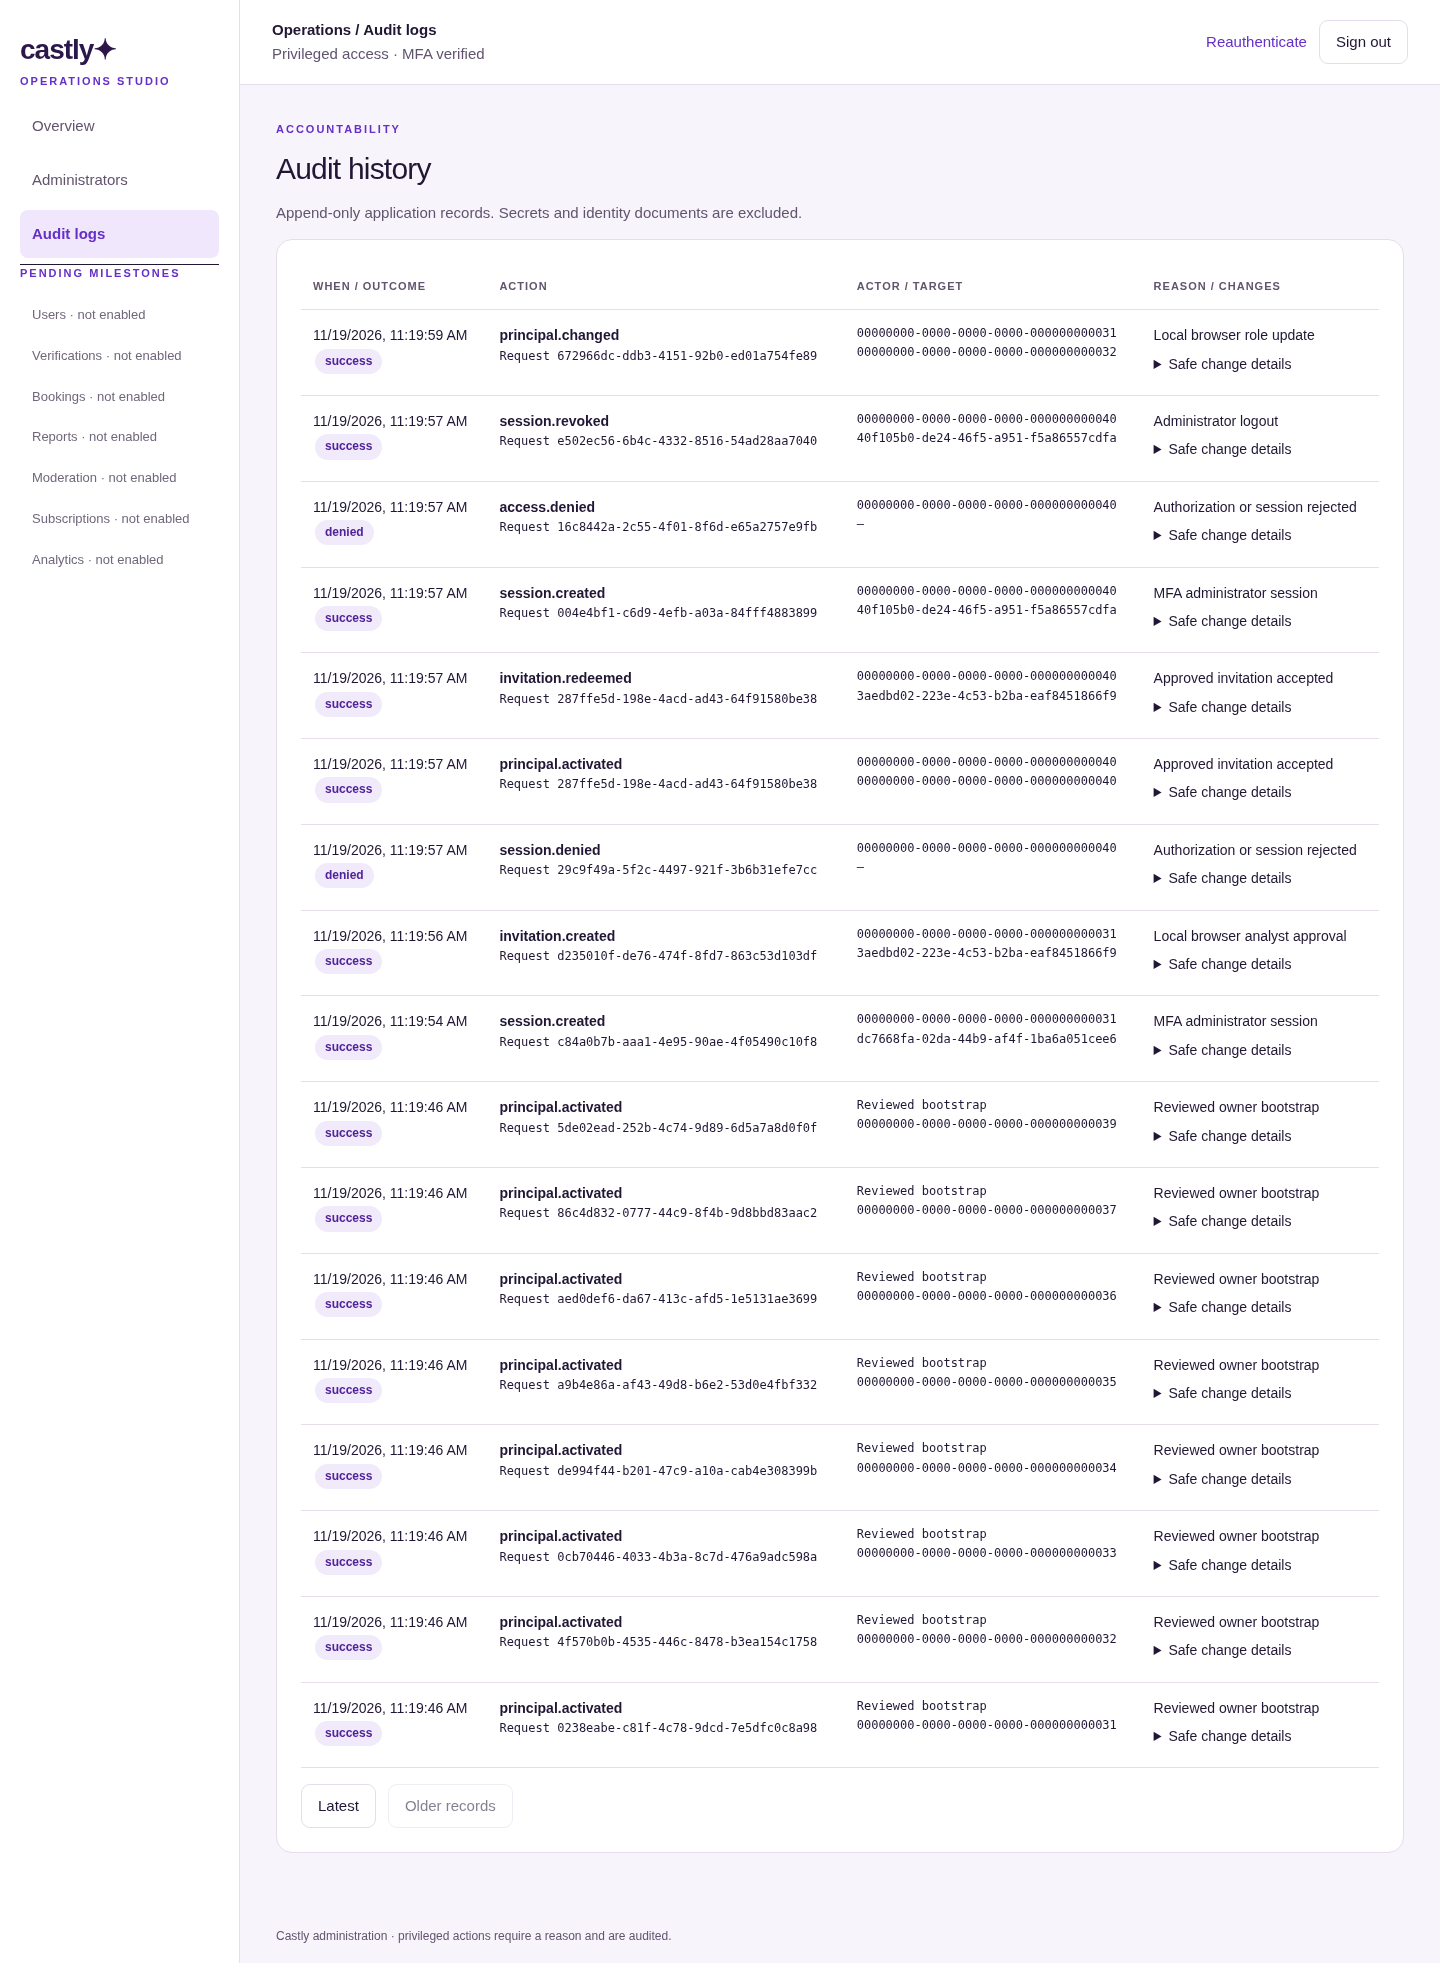 castly✦
OPERATIONS STUDIO
Overview
Administrators
Audit logs
PENDING MILESTONES
Users · not enabled
Verifications · not enabled
Bookings · not enabled
Reports · not enabled
Moderation · not enabled
Subscriptions · not enabled
Analytics · not enabled
Operations / Audit logs
Privileged access · MFA verified
Reauthenticate
Sign out
ACCOUNTABILITY
Audit history
Append-only application records. Secrets and identity documents are excluded.
WHEN / OUTCOME ACTION ACTOR / TARGET REASON / CHANGES
11/19/2026, 11:19:59 AM principal.changed 00000000-0000-0000-0000-000000000031 Local browser role update
success Request 672966dc-ddb3-4151-92b0-ed01a754fe89 00000000-0000-0000-0000-000000000032 ▶ Safe change details
11/19/2026, 11:19:57 AM session.revoked 00000000-0000-0000-0000-000000000040 Administrator logout
success Request e502ec56-6b4c-4332-8516-54ad28aa7040 40f105b0-de24-46f5-a951-f5a86557cdfa ▶ Safe change details
11/19/2026, 11:19:57 AM access.denied 00000000-0000-0000-0000-000000000040 Authorization or session rejected
denied Request 16c8442a-2c55-4f01-8f6d-e65a2757e9fb — ▶ Safe change details
11/19/2026, 11:19:57 AM session.created 00000000-0000-0000-0000-000000000040 MFA administrator session
success Request 004e4bf1-c6d9-4efb-a03a-84fff4883899 40f105b0-de24-46f5-a951-f5a86557cdfa ▶ Safe change details
11/19/2026, 11:19:57 AM invitation.redeemed 00000000-0000-0000-0000-000000000040 Approved invitation accepted
success Request 287ffe5d-198e-4acd-ad43-64f91580be38 3aedbd02-223e-4c53-b2ba-eaf8451866f9 ▶ Safe change details
11/19/2026, 11:19:57 AM principal.activated 00000000-0000-0000-0000-000000000040 Approved invitation accepted
success Request 287ffe5d-198e-4acd-ad43-64f91580be38 00000000-0000-0000-0000-000000000040 ▶ Safe change details
11/19/2026, 11:19:57 AM session.denied 00000000-0000-0000-0000-000000000040 Authorization or session rejected
denied Request 29c9f49a-5f2c-4497-921f-3b6b31efe7cc — ▶ Safe change details
11/19/2026, 11:19:56 AM invitation.created 00000000-0000-0000-0000-000000000031 Local browser analyst approval
success Request d235010f-de76-474f-8fd7-863c53d103df 3aedbd02-223e-4c53-b2ba-eaf8451866f9 ▶ Safe change details
11/19/2026, 11:19:54 AM session.created 00000000-0000-0000-0000-000000000031 MFA administrator session
success Request c84a0b7b-aaa1-4e95-90ae-4f05490c10f8 dc7668fa-02da-44b9-af4f-1ba6a051cee6 ▶ Safe change details
11/19/2026, 11:19:46 AM principal.activated Reviewed bootstrap Reviewed owner bootstrap
success Request 5de02ead-252b-4c74-9d89-6d5a7a8d0f0f 00000000-0000-0000-0000-000000000039 ▶ Safe change details
11/19/2026, 11:19:46 AM principal.activated Reviewed bootstrap Reviewed owner bootstrap
success Request 86c4d832-0777-44c9-8f4b-9d8bbd83aac2 00000000-0000-0000-0000-000000000037 ▶ Safe change details
11/19/2026, 11:19:46 AM principal.activated Reviewed bootstrap Reviewed owner bootstrap
success Request aed0def6-da67-413c-afd5-1e5131ae3699 00000000-0000-0000-0000-000000000036 ▶ Safe change details
11/19/2026, 11:19:46 AM principal.activated Reviewed bootstrap Reviewed owner bootstrap
success Request a9b4e86a-af43-49d8-b6e2-53d0e4fbf332 00000000-0000-0000-0000-000000000035 ▶ Safe change details
11/19/2026, 11:19:46 AM principal.activated Reviewed bootstrap Reviewed owner bootstrap
success Request de994f44-b201-47c9-a10a-cab4e308399b 00000000-0000-0000-0000-000000000034 ▶ Safe change details
11/19/2026, 11:19:46 AM principal.activated Reviewed bootstrap Reviewed owner bootstrap
success Request 0cb70446-4033-4b3a-8c7d-476a9adc598a 00000000-0000-0000-0000-000000000033 ▶ Safe change details
11/19/2026, 11:19:46 AM principal.activated Reviewed bootstrap Reviewed owner bootstrap
success Request 4f570b0b-4535-446c-8478-b3ea154c1758 00000000-0000-0000-0000-000000000032 ▶ Safe change details
11/19/2026, 11:19:46 AM principal.activated Reviewed bootstrap Reviewed owner bootstrap
success Request 0238eabe-c81f-4c78-9dcd-7e5dfc0c8a98 00000000-0000-0000-0000-000000000031 ▶ Safe change details
Latest Older records
Castly administration · privileged actions require a reason and are audited.